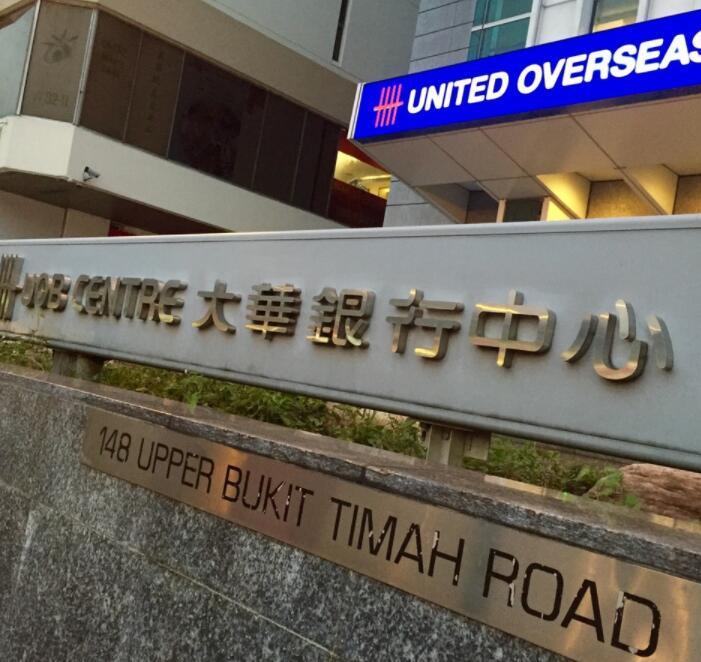 UNITED OVERSEAS
UOB CENTRE 大華銀行中心
148 UPPER BUKIT TIMAH ROAD